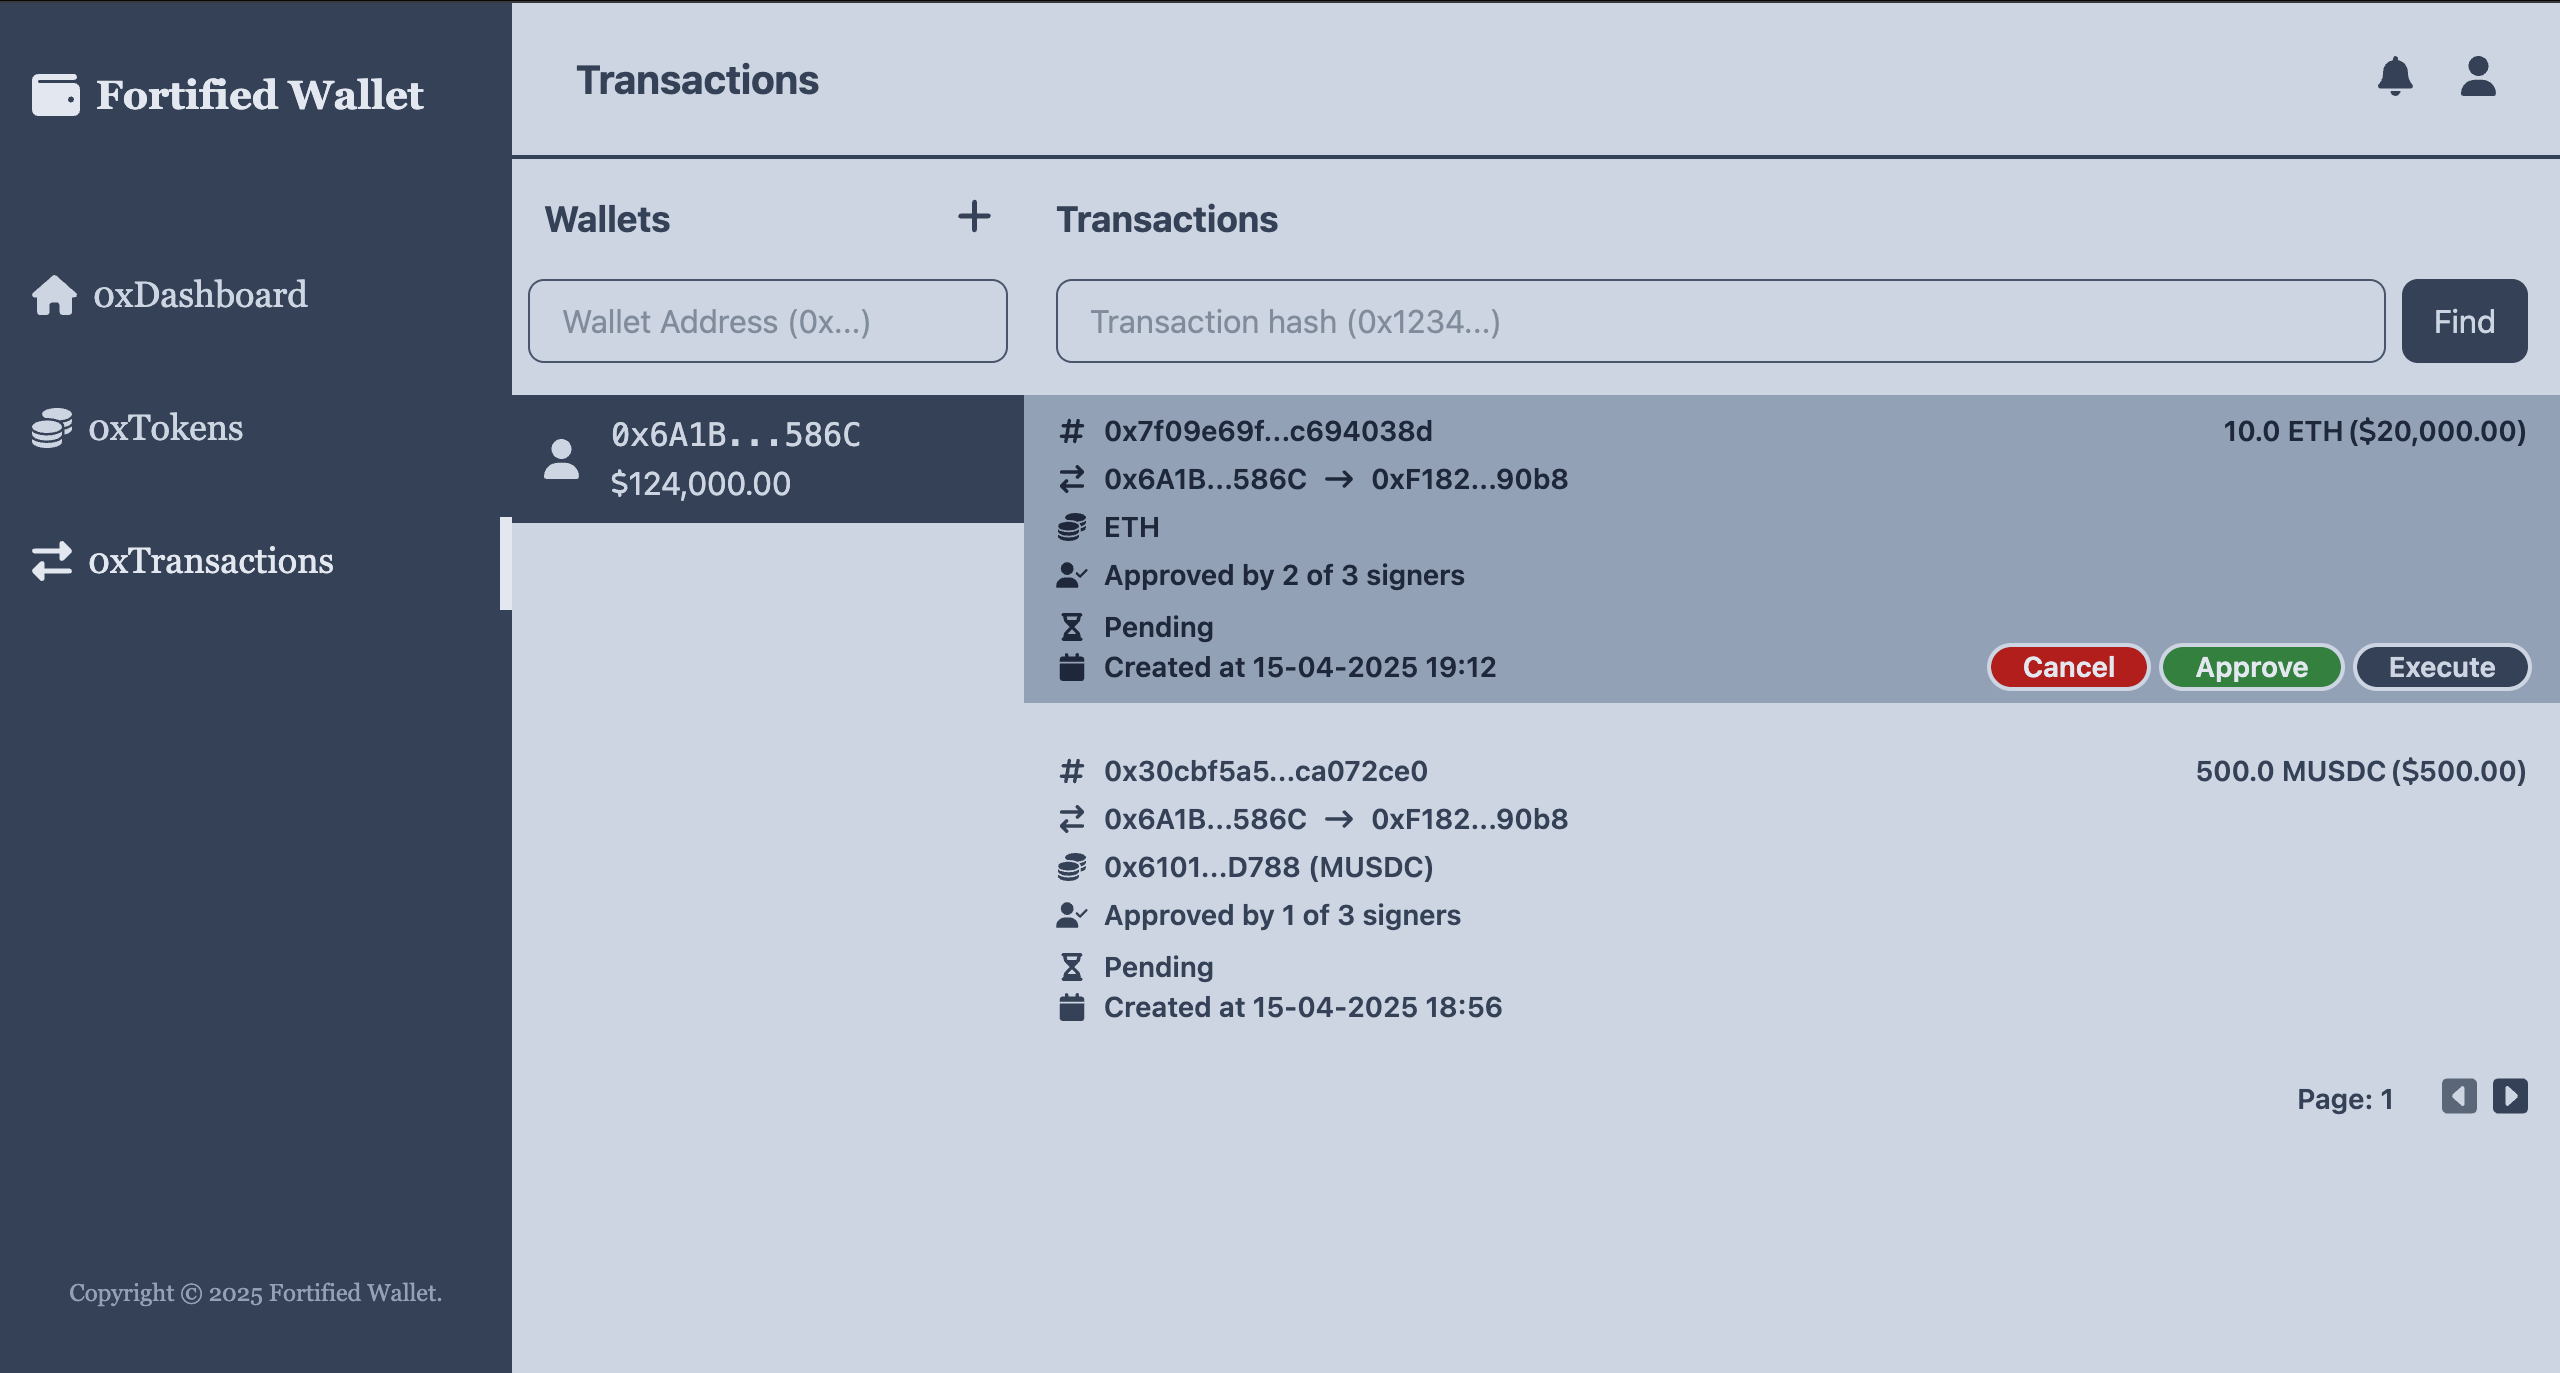 Fortified Wallet
0xDashboard
0xTokens
0xTransactions
Copyright © 2025 Fortified Wallet.
Transactions
Wallets
Wallet Address (0x...)
0x6A1B...586C
$124,000.00
Transactions
Transaction hash (0x1234...)
Find
0x7f09e69f...c694038d
10.0 ETH ($20,000.00)
0x6A1B...586C → 0xF182...90b8
ETH
Approved by 2 of 3 signers
Pending
Created at 15-04-2025 19:12
Cancel Approve Execute
0x30cbf5a5...ca072ce0
500.0 MUSDC ($500.00)
0x6A1B...586C → 0xF182...90b8
0x6101...D788 (MUSDC)
Approved by 1 of 3 signers
Pending
Created at 15-04-2025 18:56
Page: 1